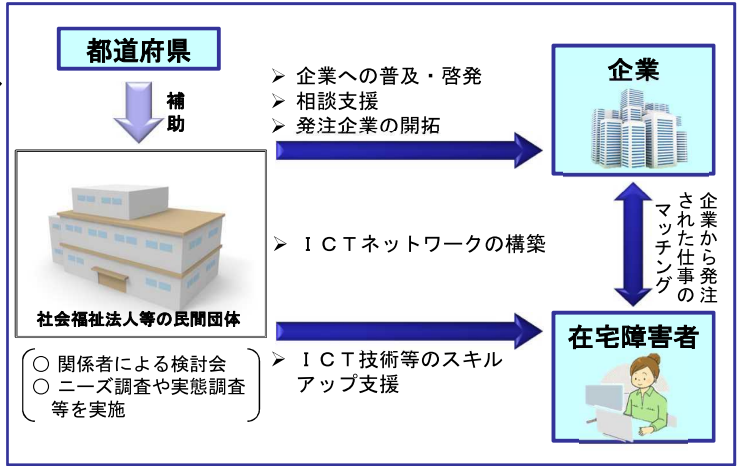 都道府県
補助
➢ 企業への普及・啓発
➢ 相談支援
➢ 発注企業の開拓
企業
社会福祉法人等の民間団体
➢ ＩＣＴネットワークの構築
企業から発注
された仕事の
マッチング
○ 関係者による検討会
○ ニーズ調査や実態調査
等を実施
➢ ＩＣＴ技術等のスキル
アップ支援
在宅障害者